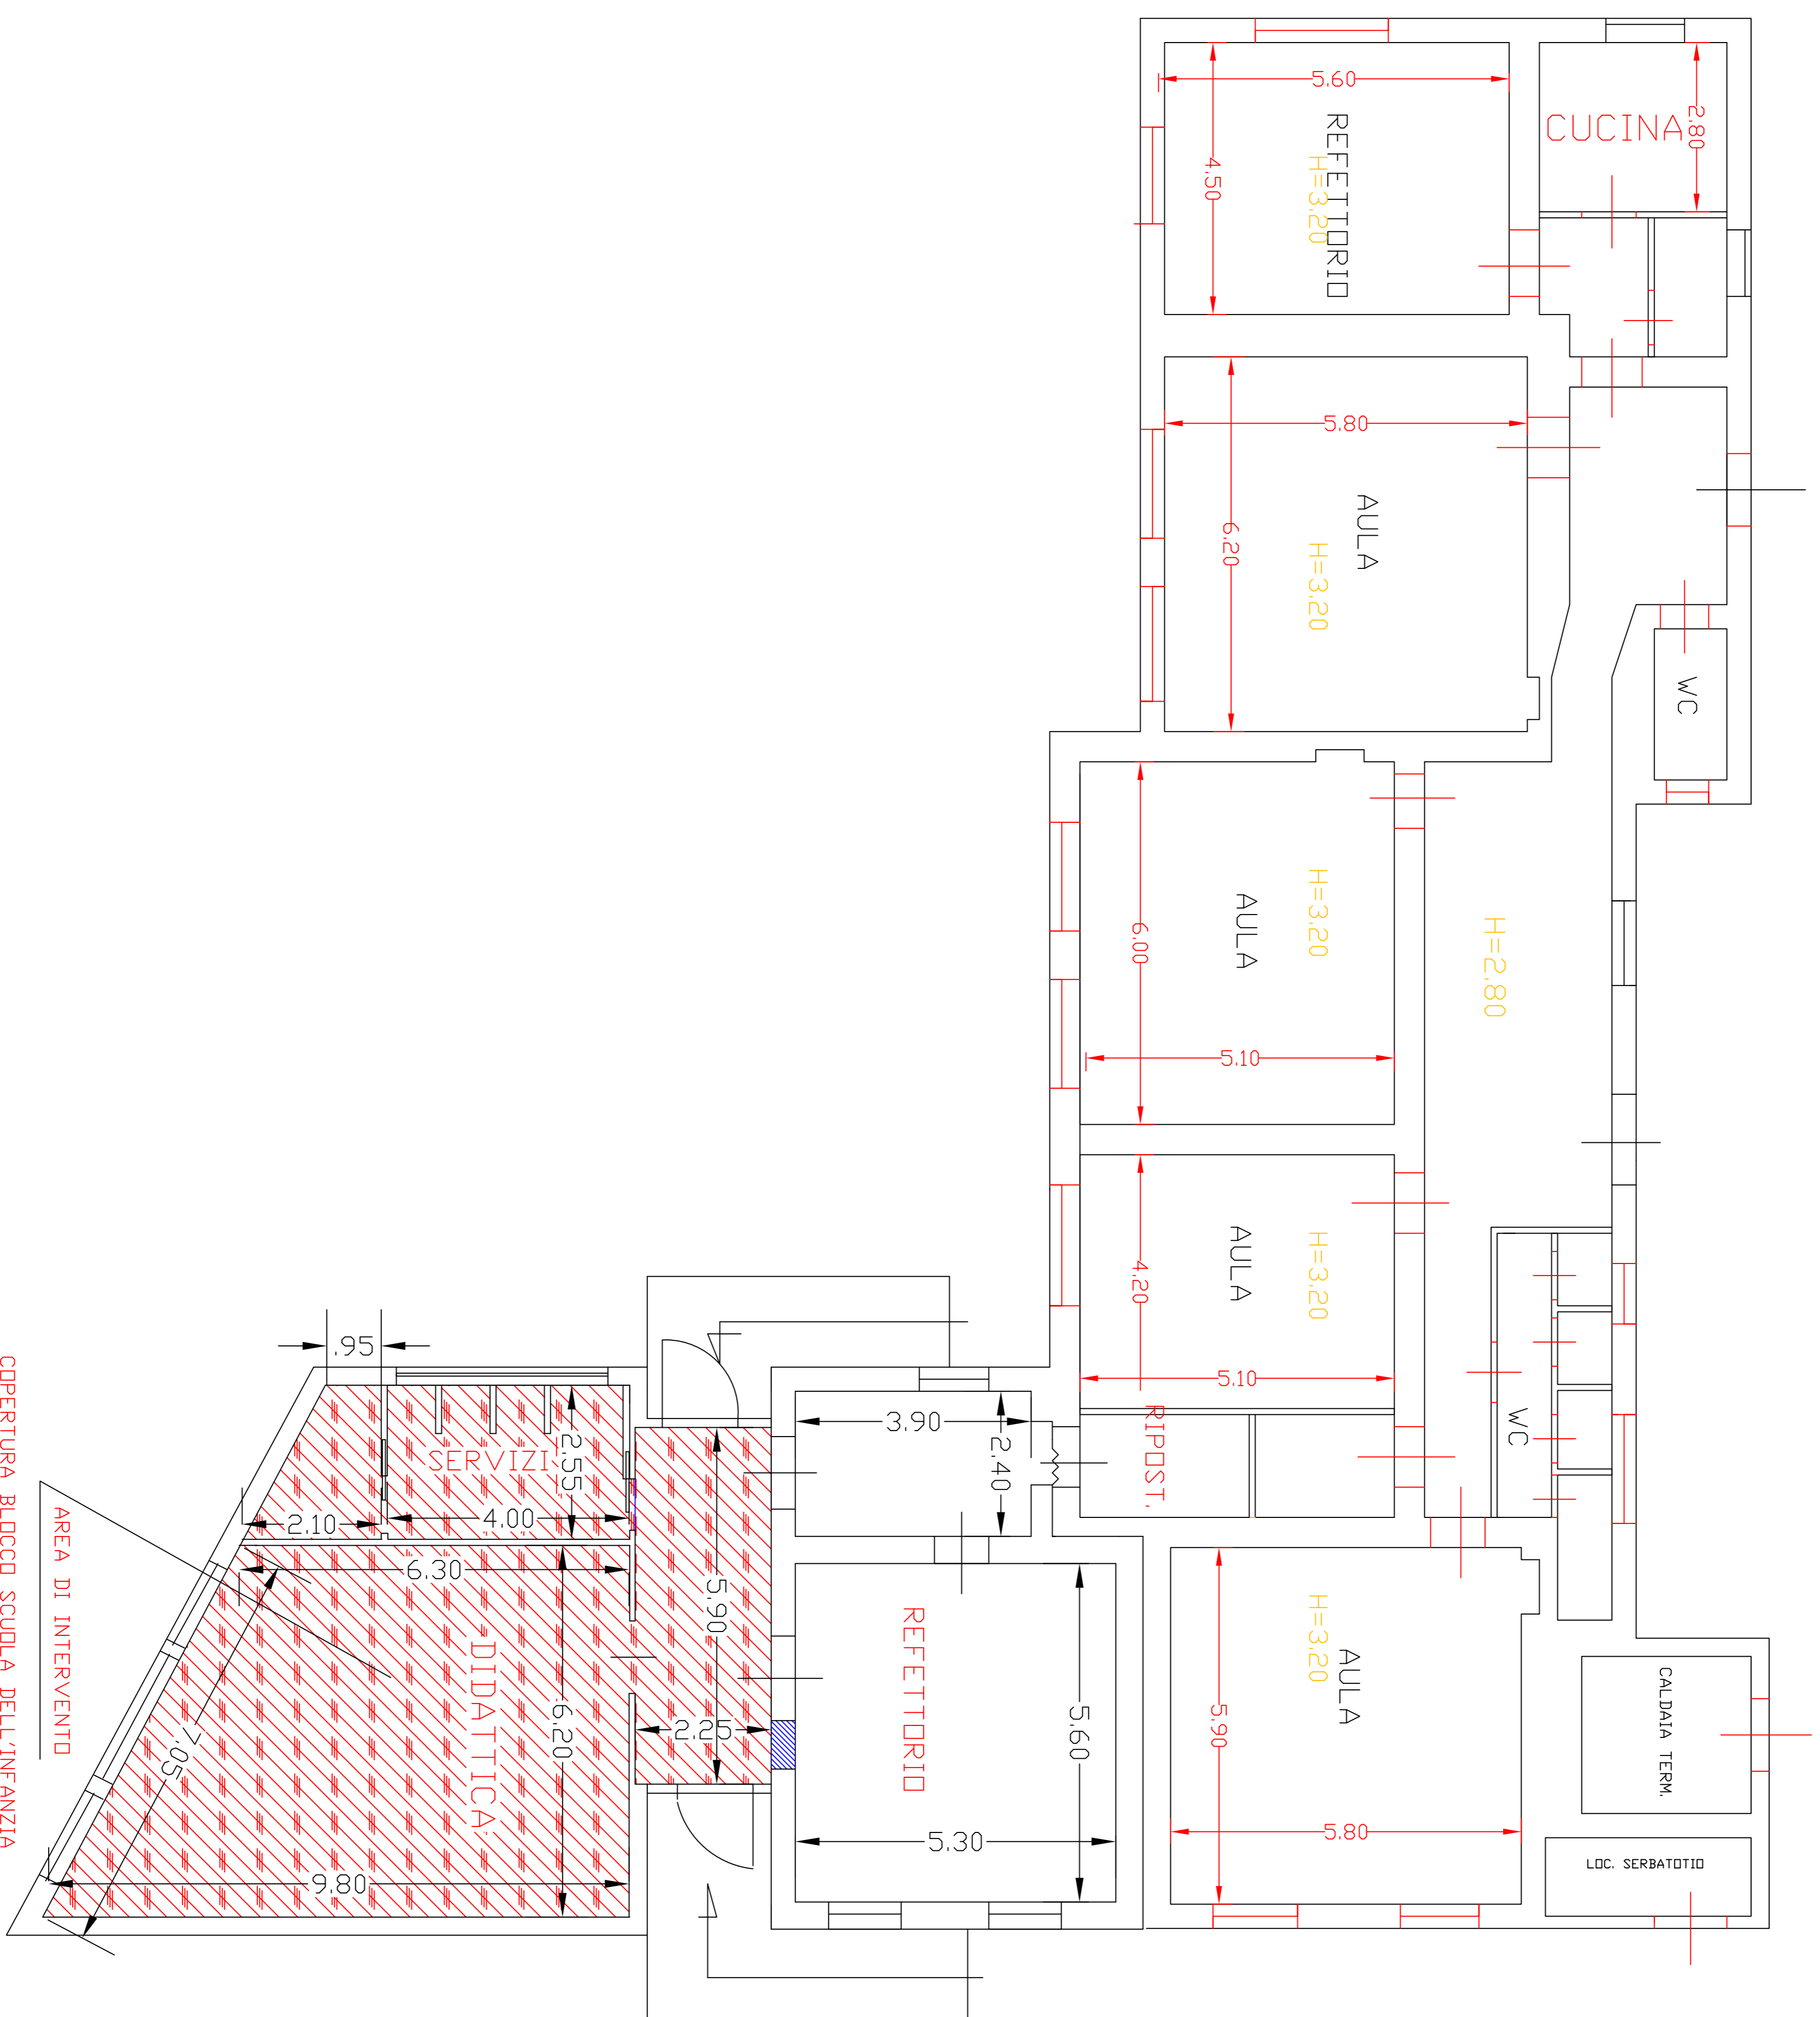 CUCINA
2.80
5.60
REFETTORIO
H=3.20
4.50
5.80
AULA
H=3.20
6.20
WC
AULA
H=3.20
6.00
5.10
H=2.80
AULA
H=3.20
4.20
5.10
RIPOST.
WC
AULA
H=3.20
5.90
5.80
CALDAIA TERM.
LOC. SERBATOTIO
3.90
2.40
REFETTORIO
5.60
5.30
.95
SERVIZI
2.55
4.00
2.10
6.30
5.90
2.25
DIDATTICA
6.20
7.05
9.80
AREA DI INTERVENTO
COPERTURA BLOCCO SCUOLA DELL'INFANZIA